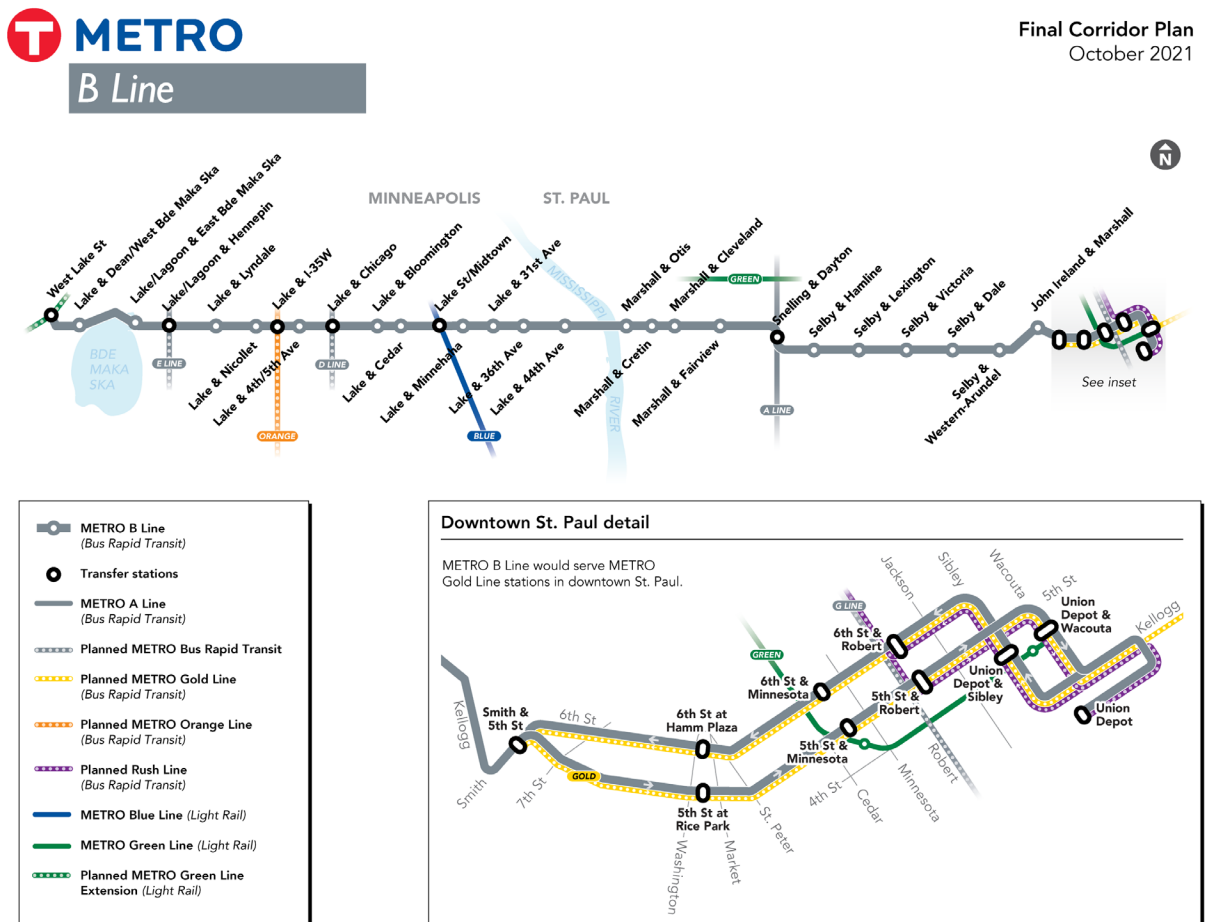 T METRO
B Line
Final Corridor Plan
October 2021
N
MINNEAPOLIS
ST. PAUL
West Lake St
Lake & Dean/West Bde Maka Ska
Lake/Lagoon & East Bde Maka Ska
Lake/Lagoon & Hennepin
Lake & Lyndale
Lake & I-35W
Lake & Chicago
Lake & Bloomington
Lake St/Midtown
Lake & 31st Ave
Marshall & Otis
Marshall & Cleveland
Snelling & Dayton
Selby & Hamline
Selby & Lexington
Selby & Victoria
Selby & Dale
John Ireland & Marshall
GREEN
MISSISSIPPI
RIVER
BDE
MAKA
SKA
E LINE
Lake & Nicollet
Lake & 4th/5th Ave
ORANGE
D LINE
Lake & Cedar
Lake & Minnehaha
BLUE
Lake & 36th Ave
Lake & 44th Ave
Marshall & Cretin
Marshall & Fairview
A LINE
Selby &
Western-Arundel
See inset
METRO B Line
(Bus Rapid Transit)
Transfer stations
METRO A Line
(Bus Rapid Transit)
Planned METRO Bus Rapid Transit
Planned METRO Gold Line
(Bus Rapid Transit)
Planned METRO Orange Line
(Bus Rapid Transit)
Planned Rush Line
(Bus Rapid Transit)
METRO Blue Line (Light Rail)
METRO Green Line (Light Rail)
Planned METRO Green Line
Extension (Light Rail)
Downtown St. Paul detail
METRO B Line would serve METRO
Gold Line stations in downtown St. Paul.
Jackson
Sibley
Wacouta
5th St
Kellogg
G LINE
GREEN
6th St &
Robert
Union
Depot &
Wacouta
6th St &
Minnesota
5th St &
Robert
Union
Depot &
Sibley
Union
Depot
Kellogg
Smith &
5th St
6th St
6th St at
Hamm Plaza
5th St &
Minnesota
GOLD
Smith
7th St
5th St at
Rice Park
4th St
Robert
Minnesota
Cedar
St. Peter
Market
Washington